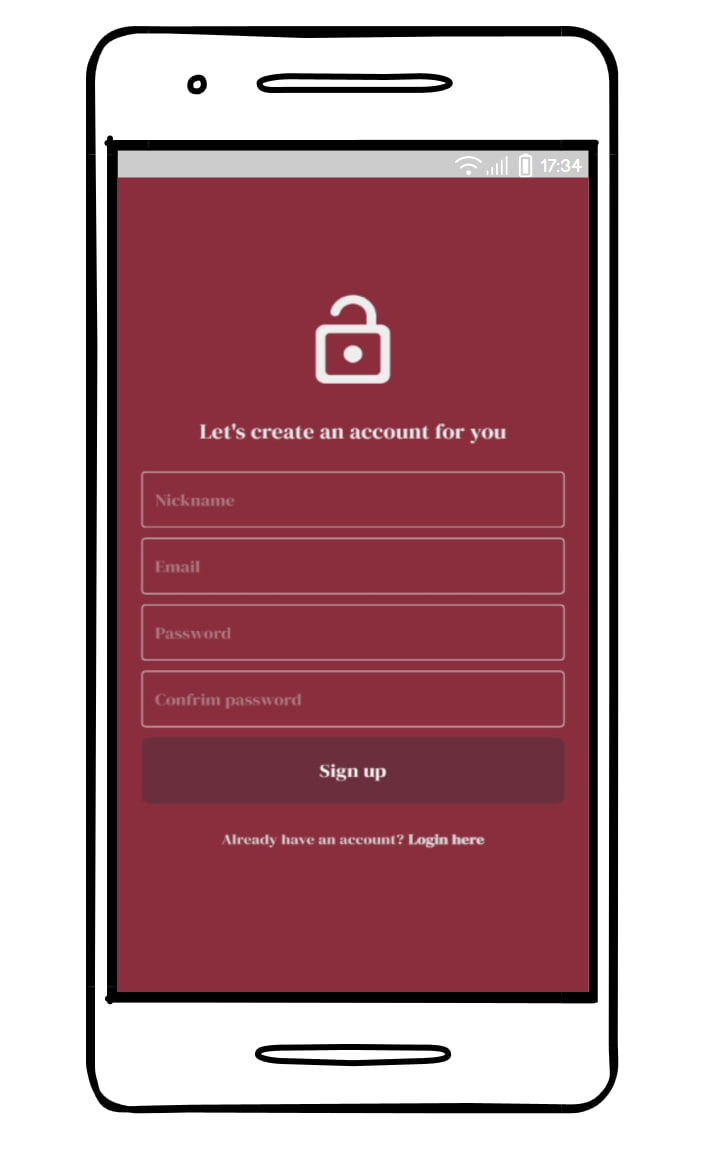 17:34
Let's create an account for you
Nickname
Email
Password
Confrim password
Sign up
Already have an account? Login here